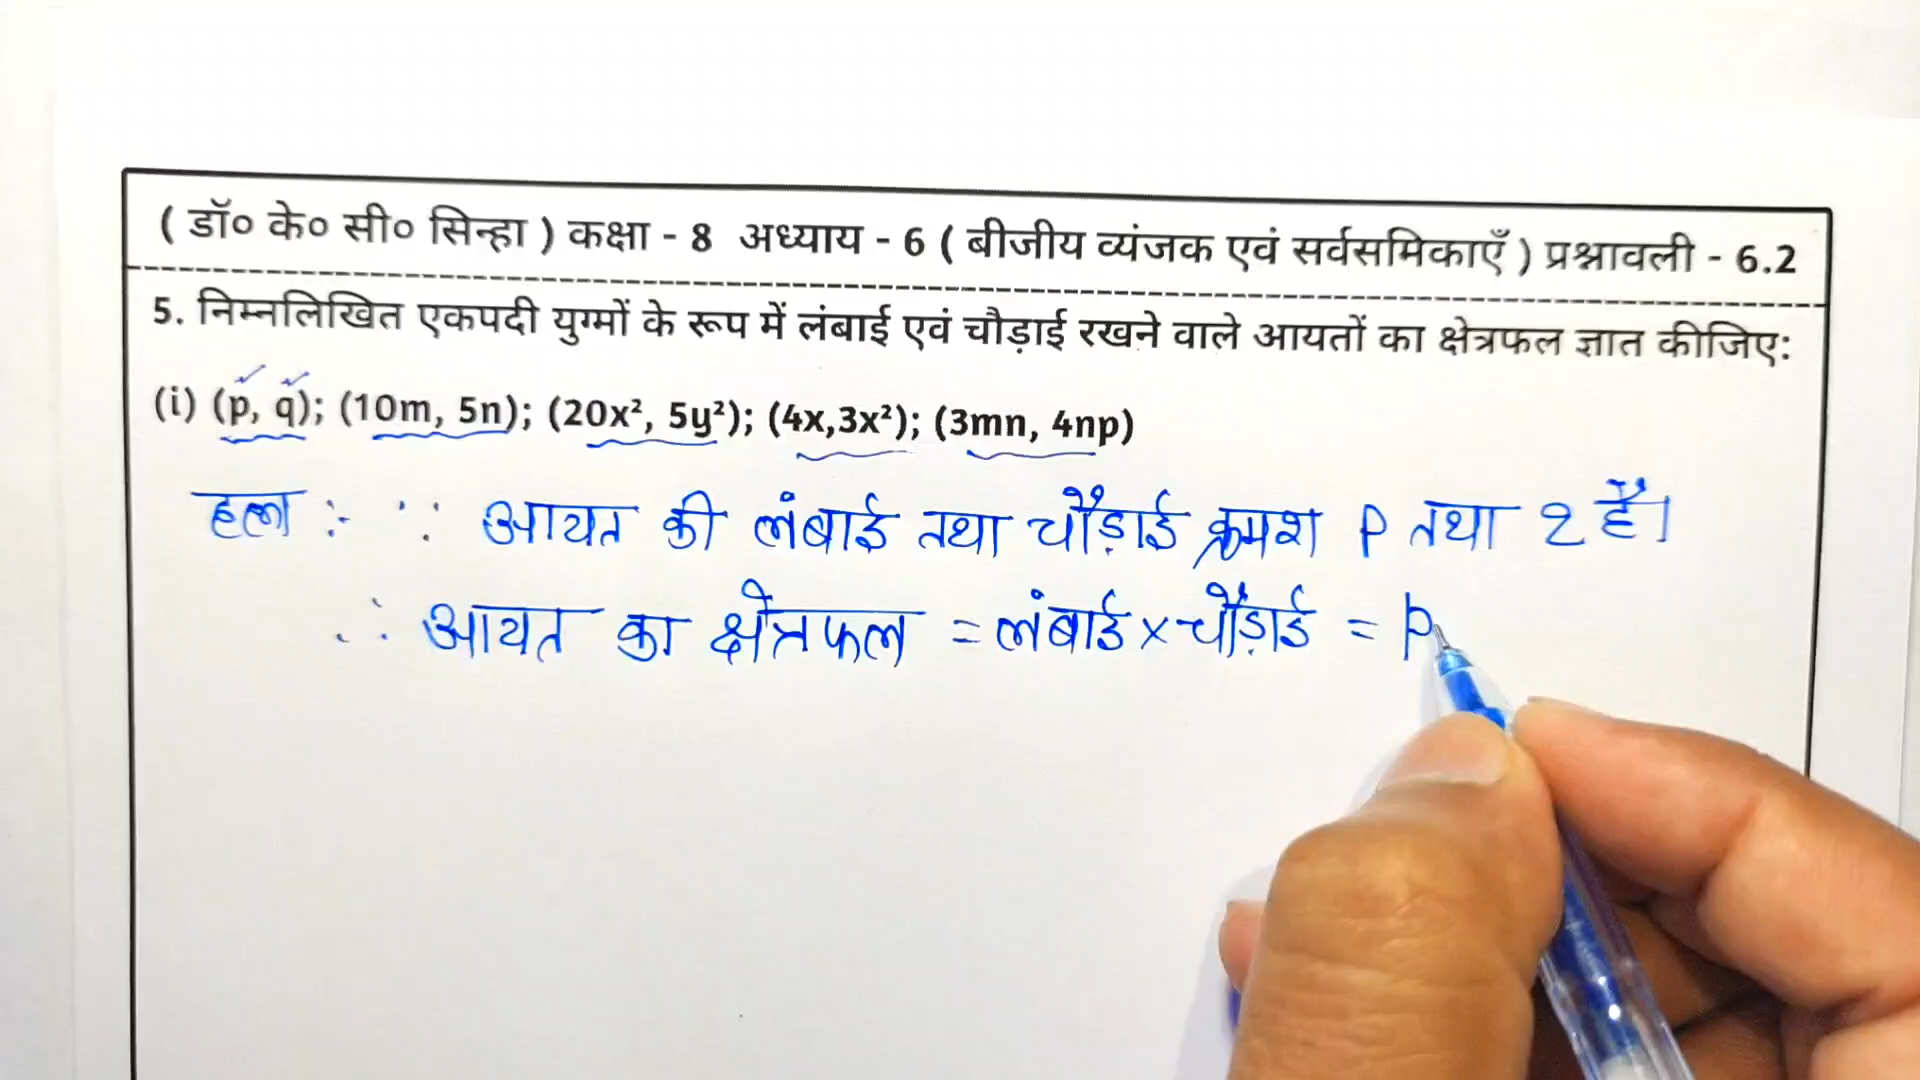 ( डॉ० के० सी० सिन्हा ) कक्षा - 8 अध्याय - 6 ( बीजीय व्यंजक एवं सर्वसमिकाएँ ) प्रश्नावली - 6.2
5. निम्नलिखित एकपदी युग्मों के रूप में लंबाई एवं चौड़ाई रखने वाले आयतों का क्षेत्रफल ज्ञात कीजिए:
(i) (p, q); (10m, 5n); (20x², 5y²); (4x,3x²); (3mn, 4np)
हल :- ∵ आयत की लंबाई तथा चौड़ाई क्रमश p तथा q हैं।
∴ आयत का क्षेत्रफल = लंबाई × चौड़ाई = p